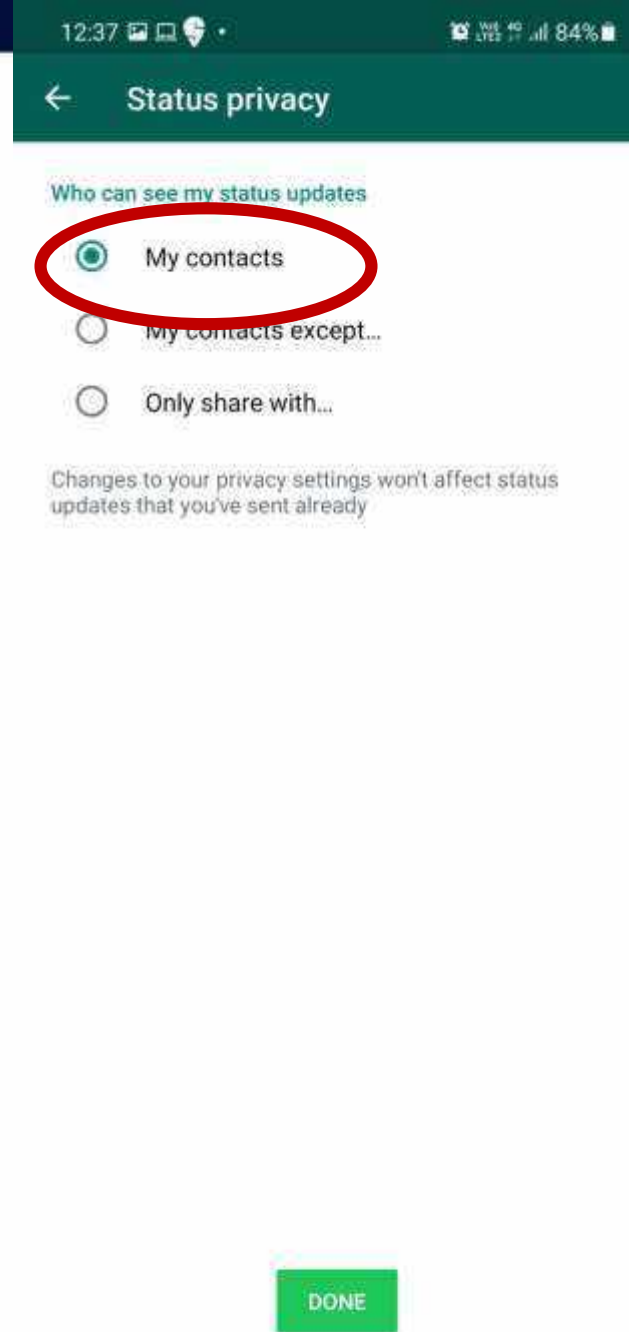 12:37
84%
Status privacy
Who can see my status updates
My contacts
My contacts except...
Only share with...
Changes to your privacy settings won't affect status
updates that you've sent already
DONE